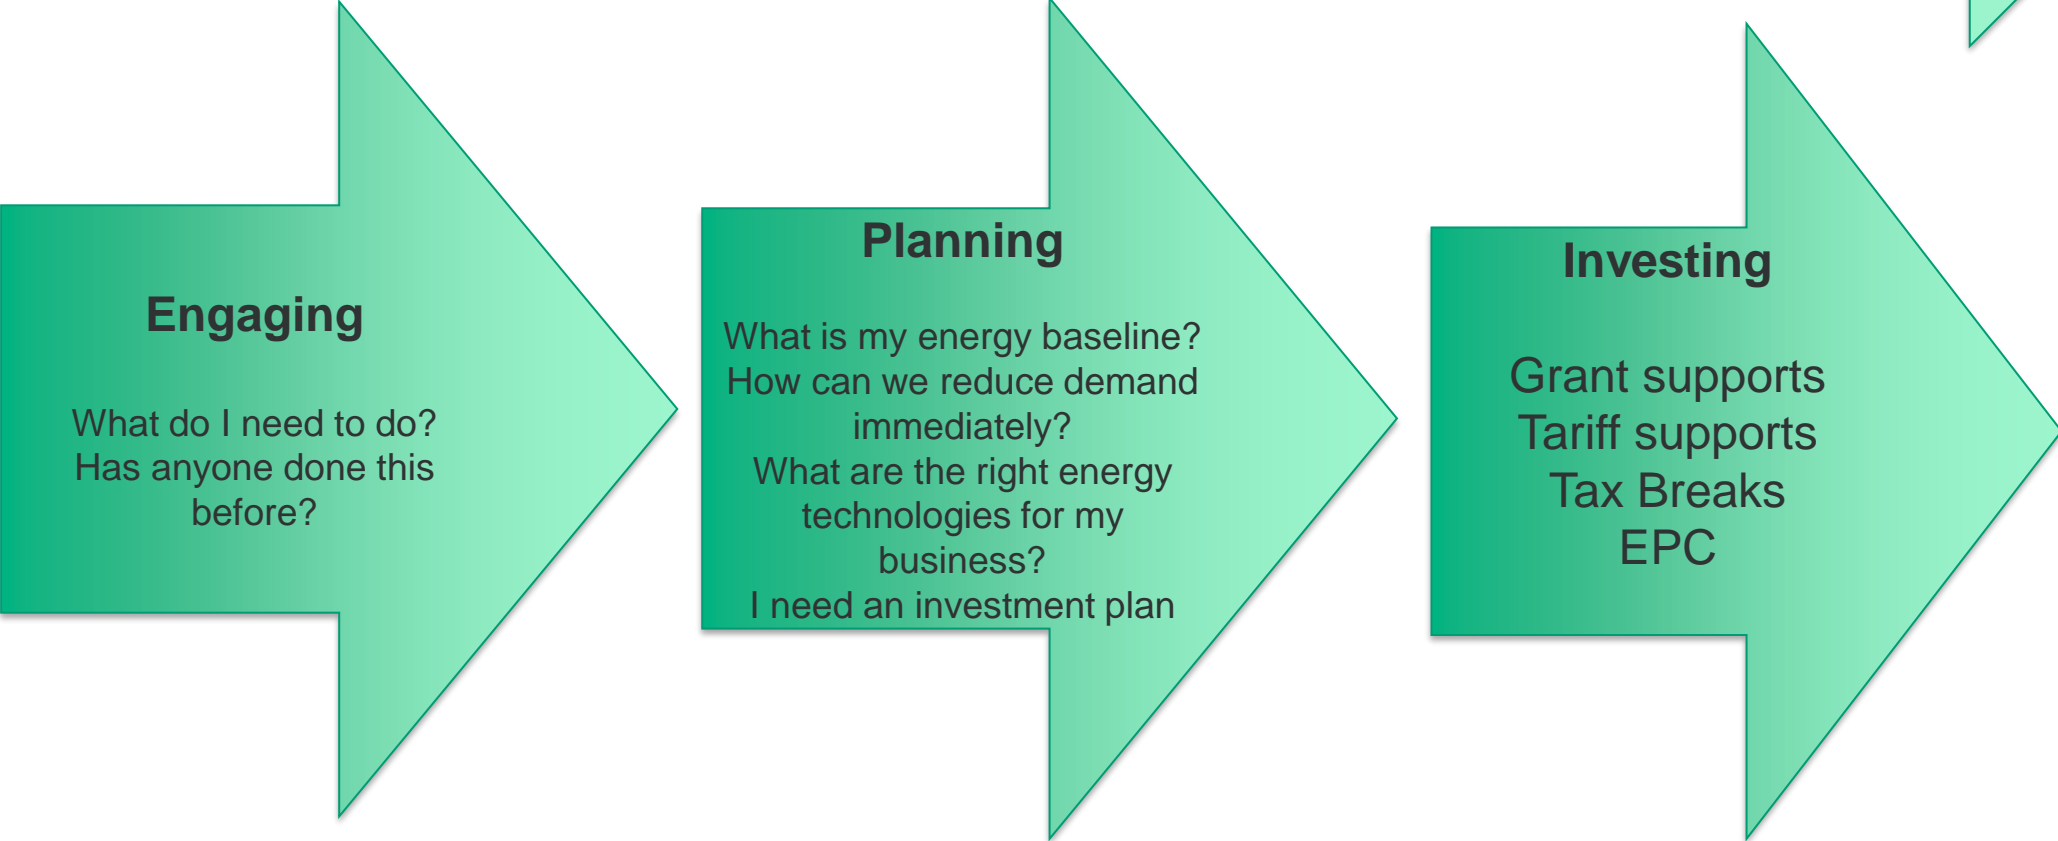 Engaging
What do I need to do?
Has anyone done this
before?
Planning
What is my energy baseline?
How can we reduce demand
immediately?
What are the right energy
technologies for my
business?
I need an investment plan
Investing
Grant supports
Tariff supports
Tax Breaks
EPC